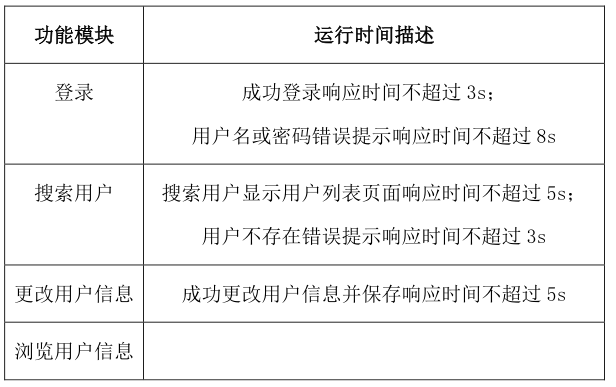 功能模块 运行时间描述
登录 成功登录响应时间不超过 3s；
用户名或密码错误提示响应时间不超过 8s
搜索用户 搜索用户显示用户列表页面响应时间不超过 5s；
用户不存在错误提示响应时间不超过 3s
更改用户信息 成功更改用户信息并保存响应时间不超过 5s
浏览用户信息